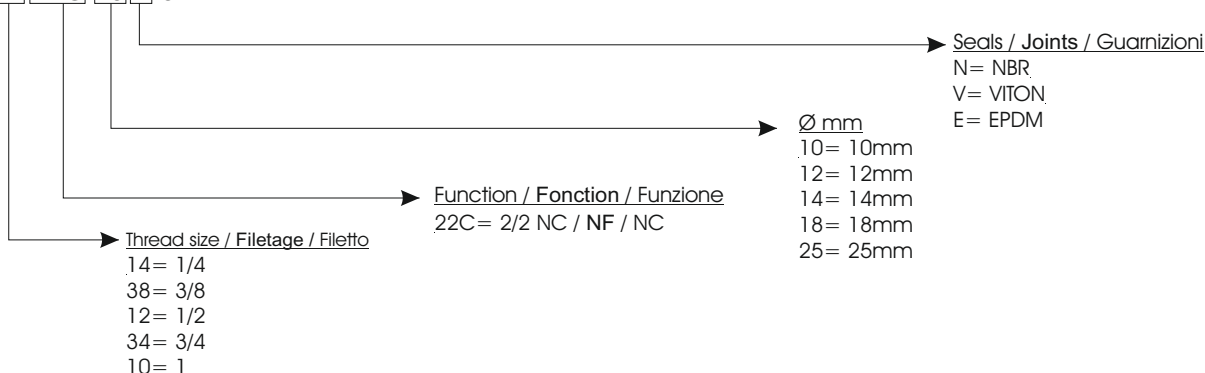 Seals / Joints / Guarnizioni
N= NBR
V= VITON
E= EPDM
Ø mm
10= 10mm
12= 12mm
14= 14mm
18= 18mm
25= 25mm
Function / Fonction / Funzione
22C= 2/2 NC / NF / NC
Thread size / Filetage / Filetto
14= 1/4
38= 3/8
12= 1/2
34= 3/4
10= 1